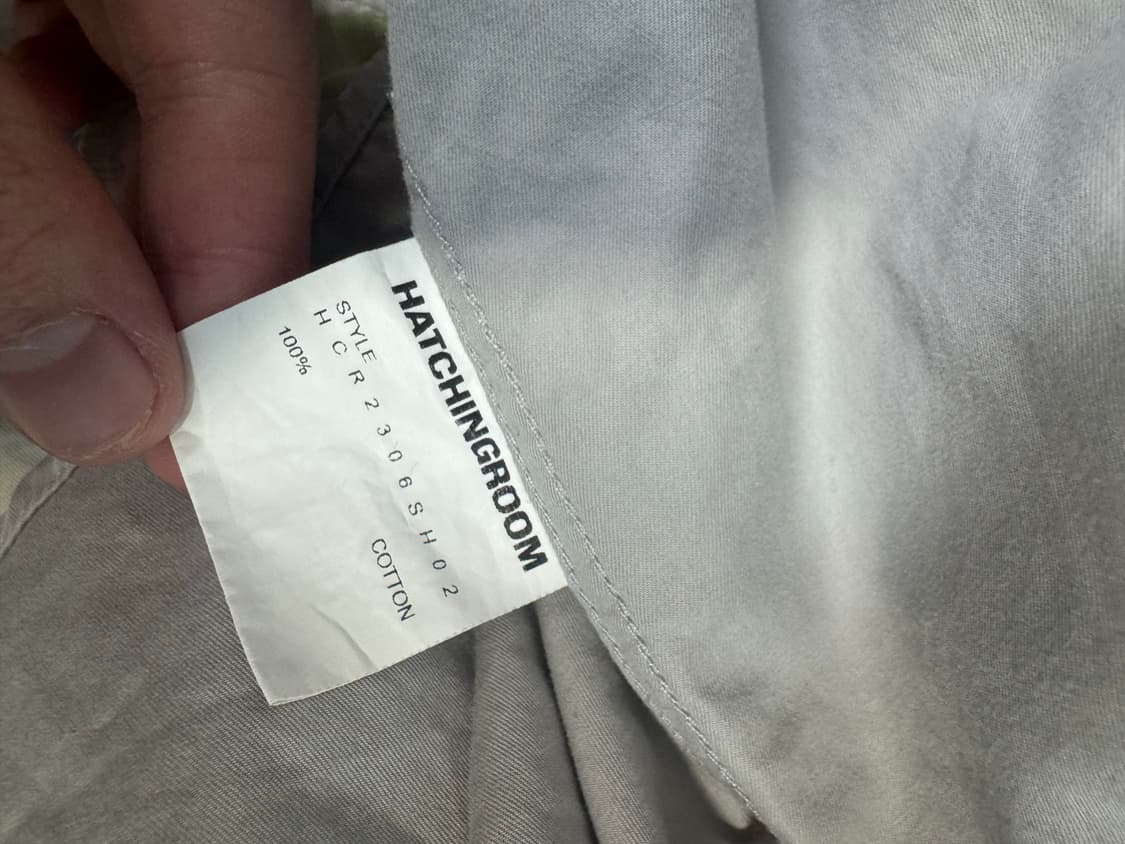 HATCHINGROOM
STYLE
H C R 2 3 0 6 S H 0 2
100% COTTON